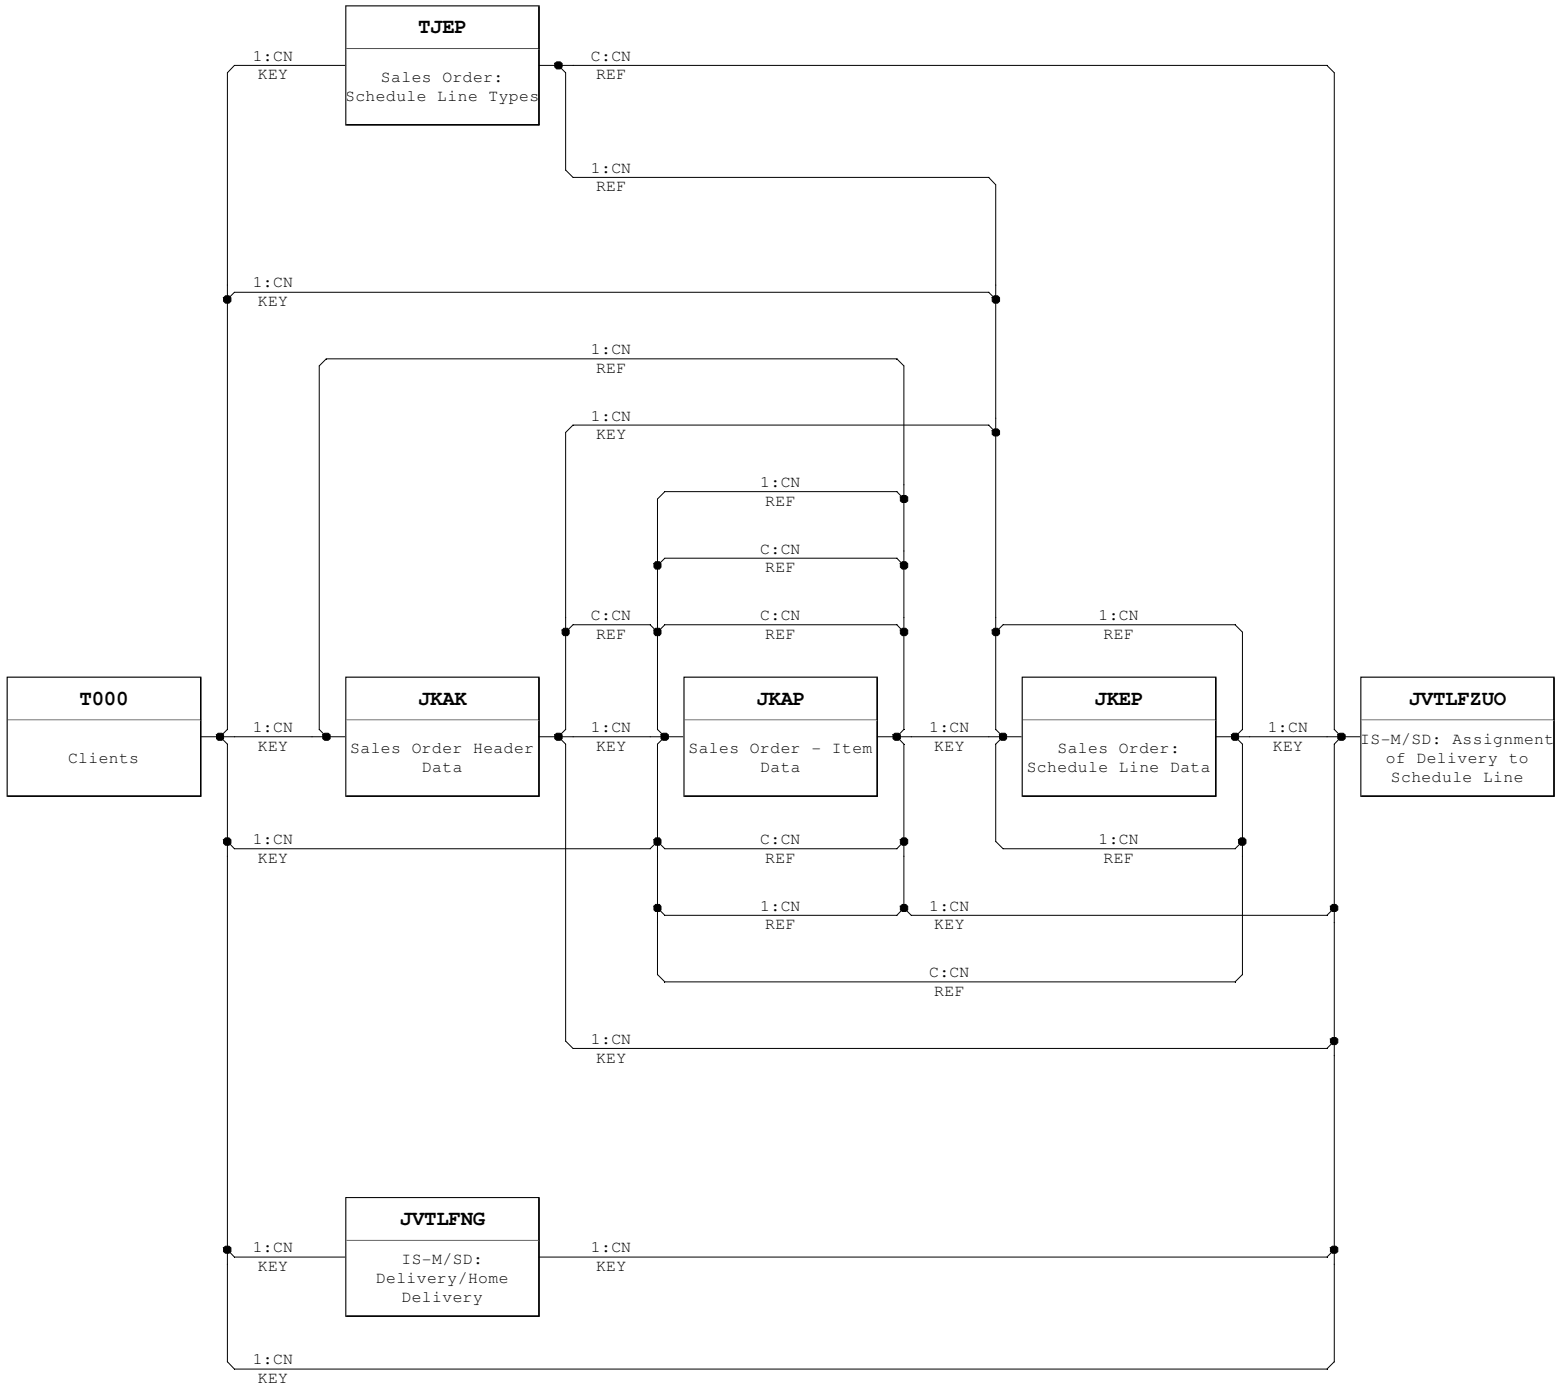 TJEP
1:CN
C:CN
KEY
REF
Sales Order:
Schedule Line Types
1:CN
REF
1:CN
KEY
1:CN
REF
1:CN
KEY
1:CN
REF
C:CN
REF
C:CN
C:CN
1:CN
REF
REF
REF
T000
JKAK
JKAP
JKEP
JVTLFZUO
1:CN
1:CN
1:CN
1:CN
KEY
KEY
KEY
KEY
Clients
Sales Order Header
Data
Sales Order - Item
Data
Sales Order:
Schedule Line Data
IS-M/SD: Assignment
of Delivery to
Schedule Line
1:CN
C:CN
1:CN
KEY
REF
REF
1:CN
1:CN
REF
KEY
C:CN
REF
1:CN
KEY
JVTLFNG
1:CN
1:CN
KEY
KEY
IS-M/SD:
Delivery/Home
Delivery
1:CN
KEY